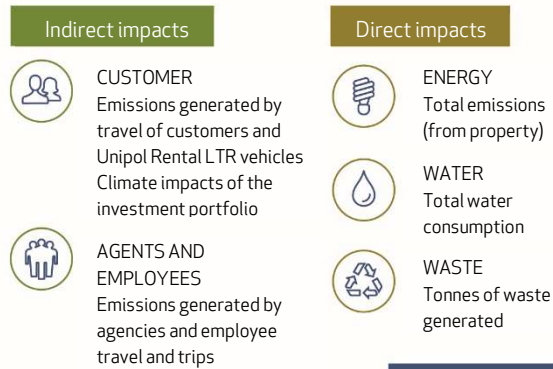 Indirect impacts
CUSTOMER
Emissions generated by
travel of customers and
Unipol Rental LTR vehicles
Climate impacts of the
investment portfolio
AGENTS AND
EMPLOYEES
Emissions generated by
agencies and employee
travel and trips
Direct impacts
ENERGY
Total emissions
(from property)
WATER
Total water
consumption
WASTE
Tonnes of waste
generated